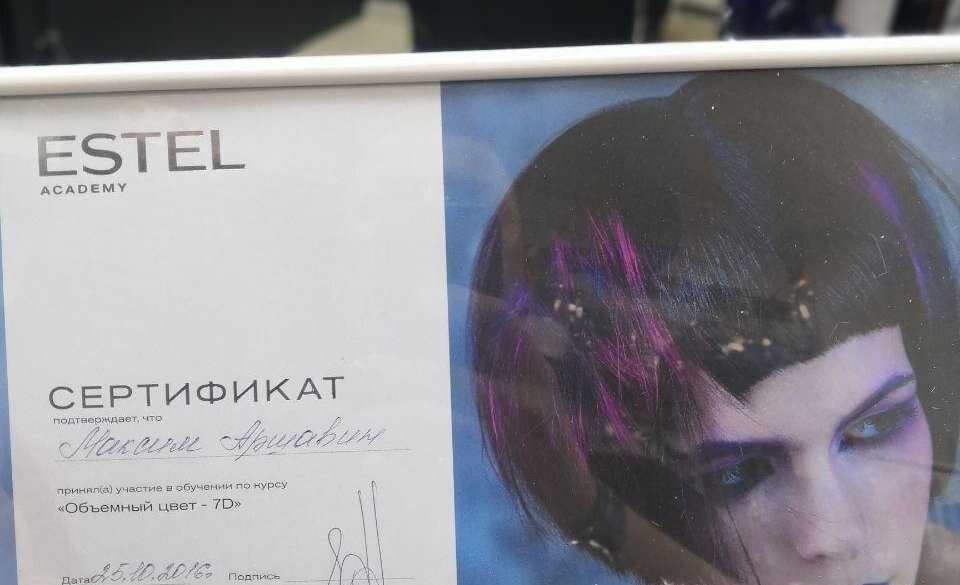 ESTEL
ACADEMY
СЕРТИФИКАТ
подтверждает, что
Максим Аршавин
принял(а) участие в обучении по курсу
«Объемный цвет - 7D»
Дата 25.10.2016г Подпись